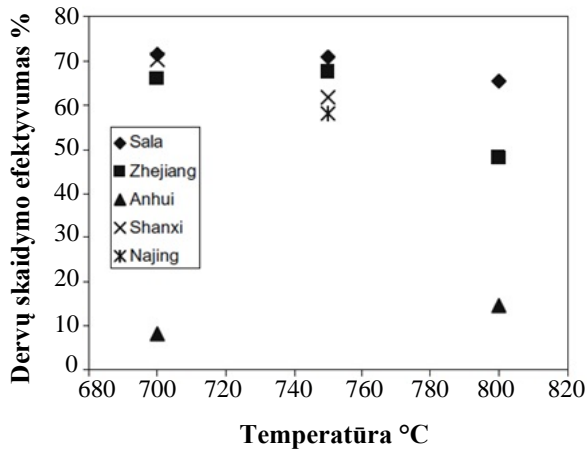 Dervų skaidymo efektyvumas %
80
70
60
50
40
30
20
10
0
Sala
Zhejiang
Anhui
Shanxi
Najing
680 700 720 740 760 780 800 820
Temperatūra °C